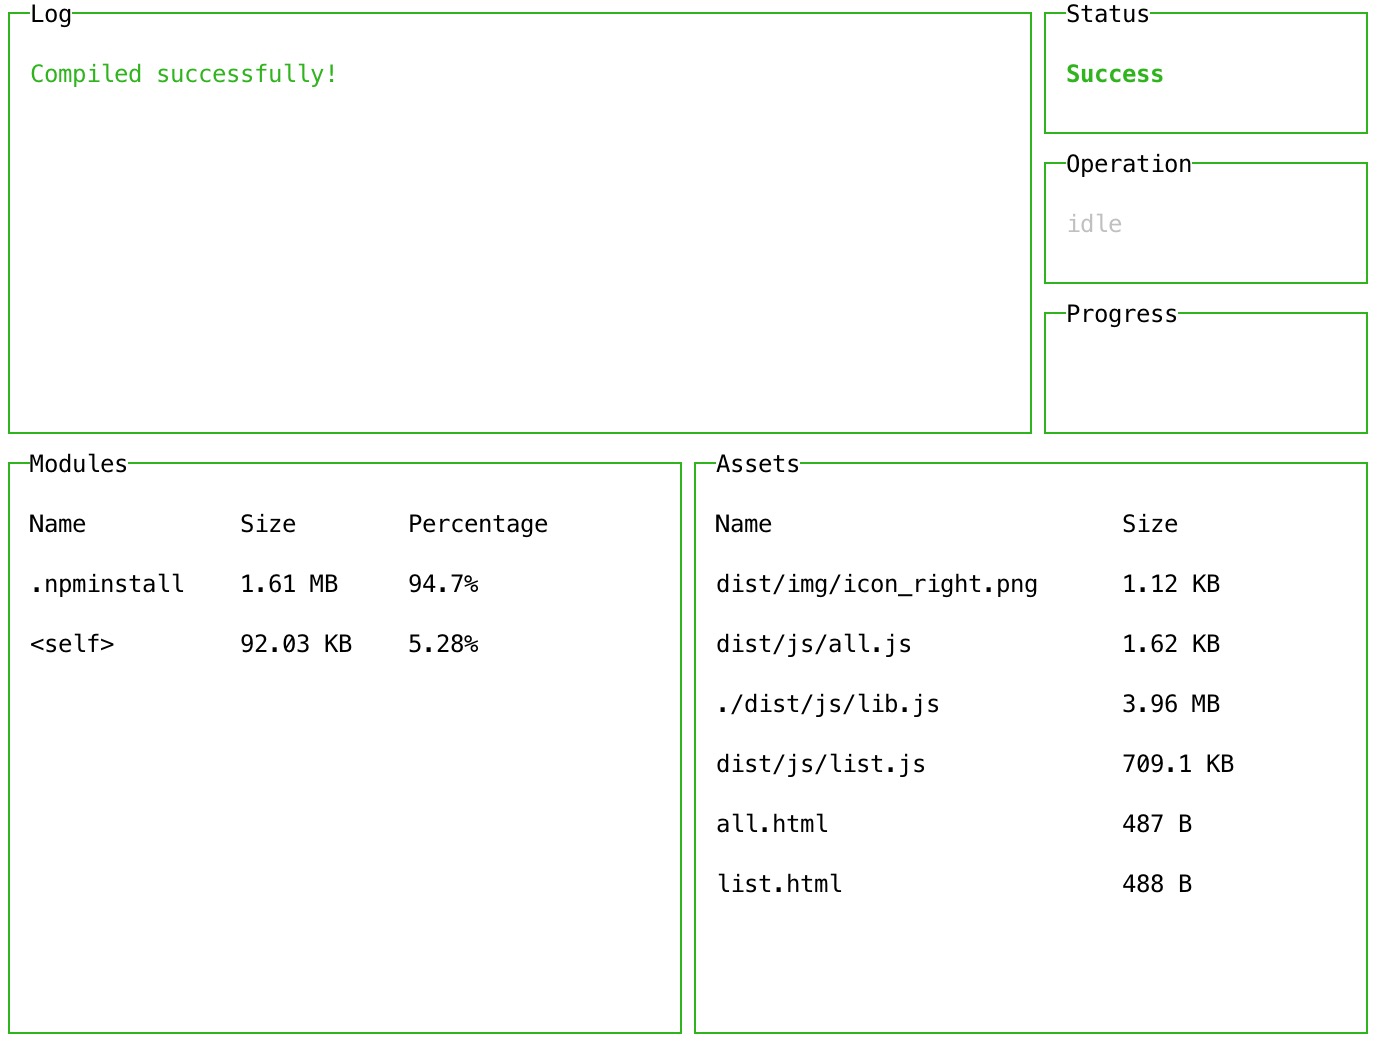 Log
Compiled successfully!
Status
Success
Operation
idle
Progress
Modules
Name Size Percentage
.npminstall 1.61 MB 94.7%
<self> 92.03 KB 5.28%
Assets
Name Size
dist/img/icon_right.png 1.12 KB
dist/js/all.js 1.62 KB
./dist/js/lib.js 3.96 MB
dist/js/list.js 709.1 KB
all.html 487 B
list.html 488 B